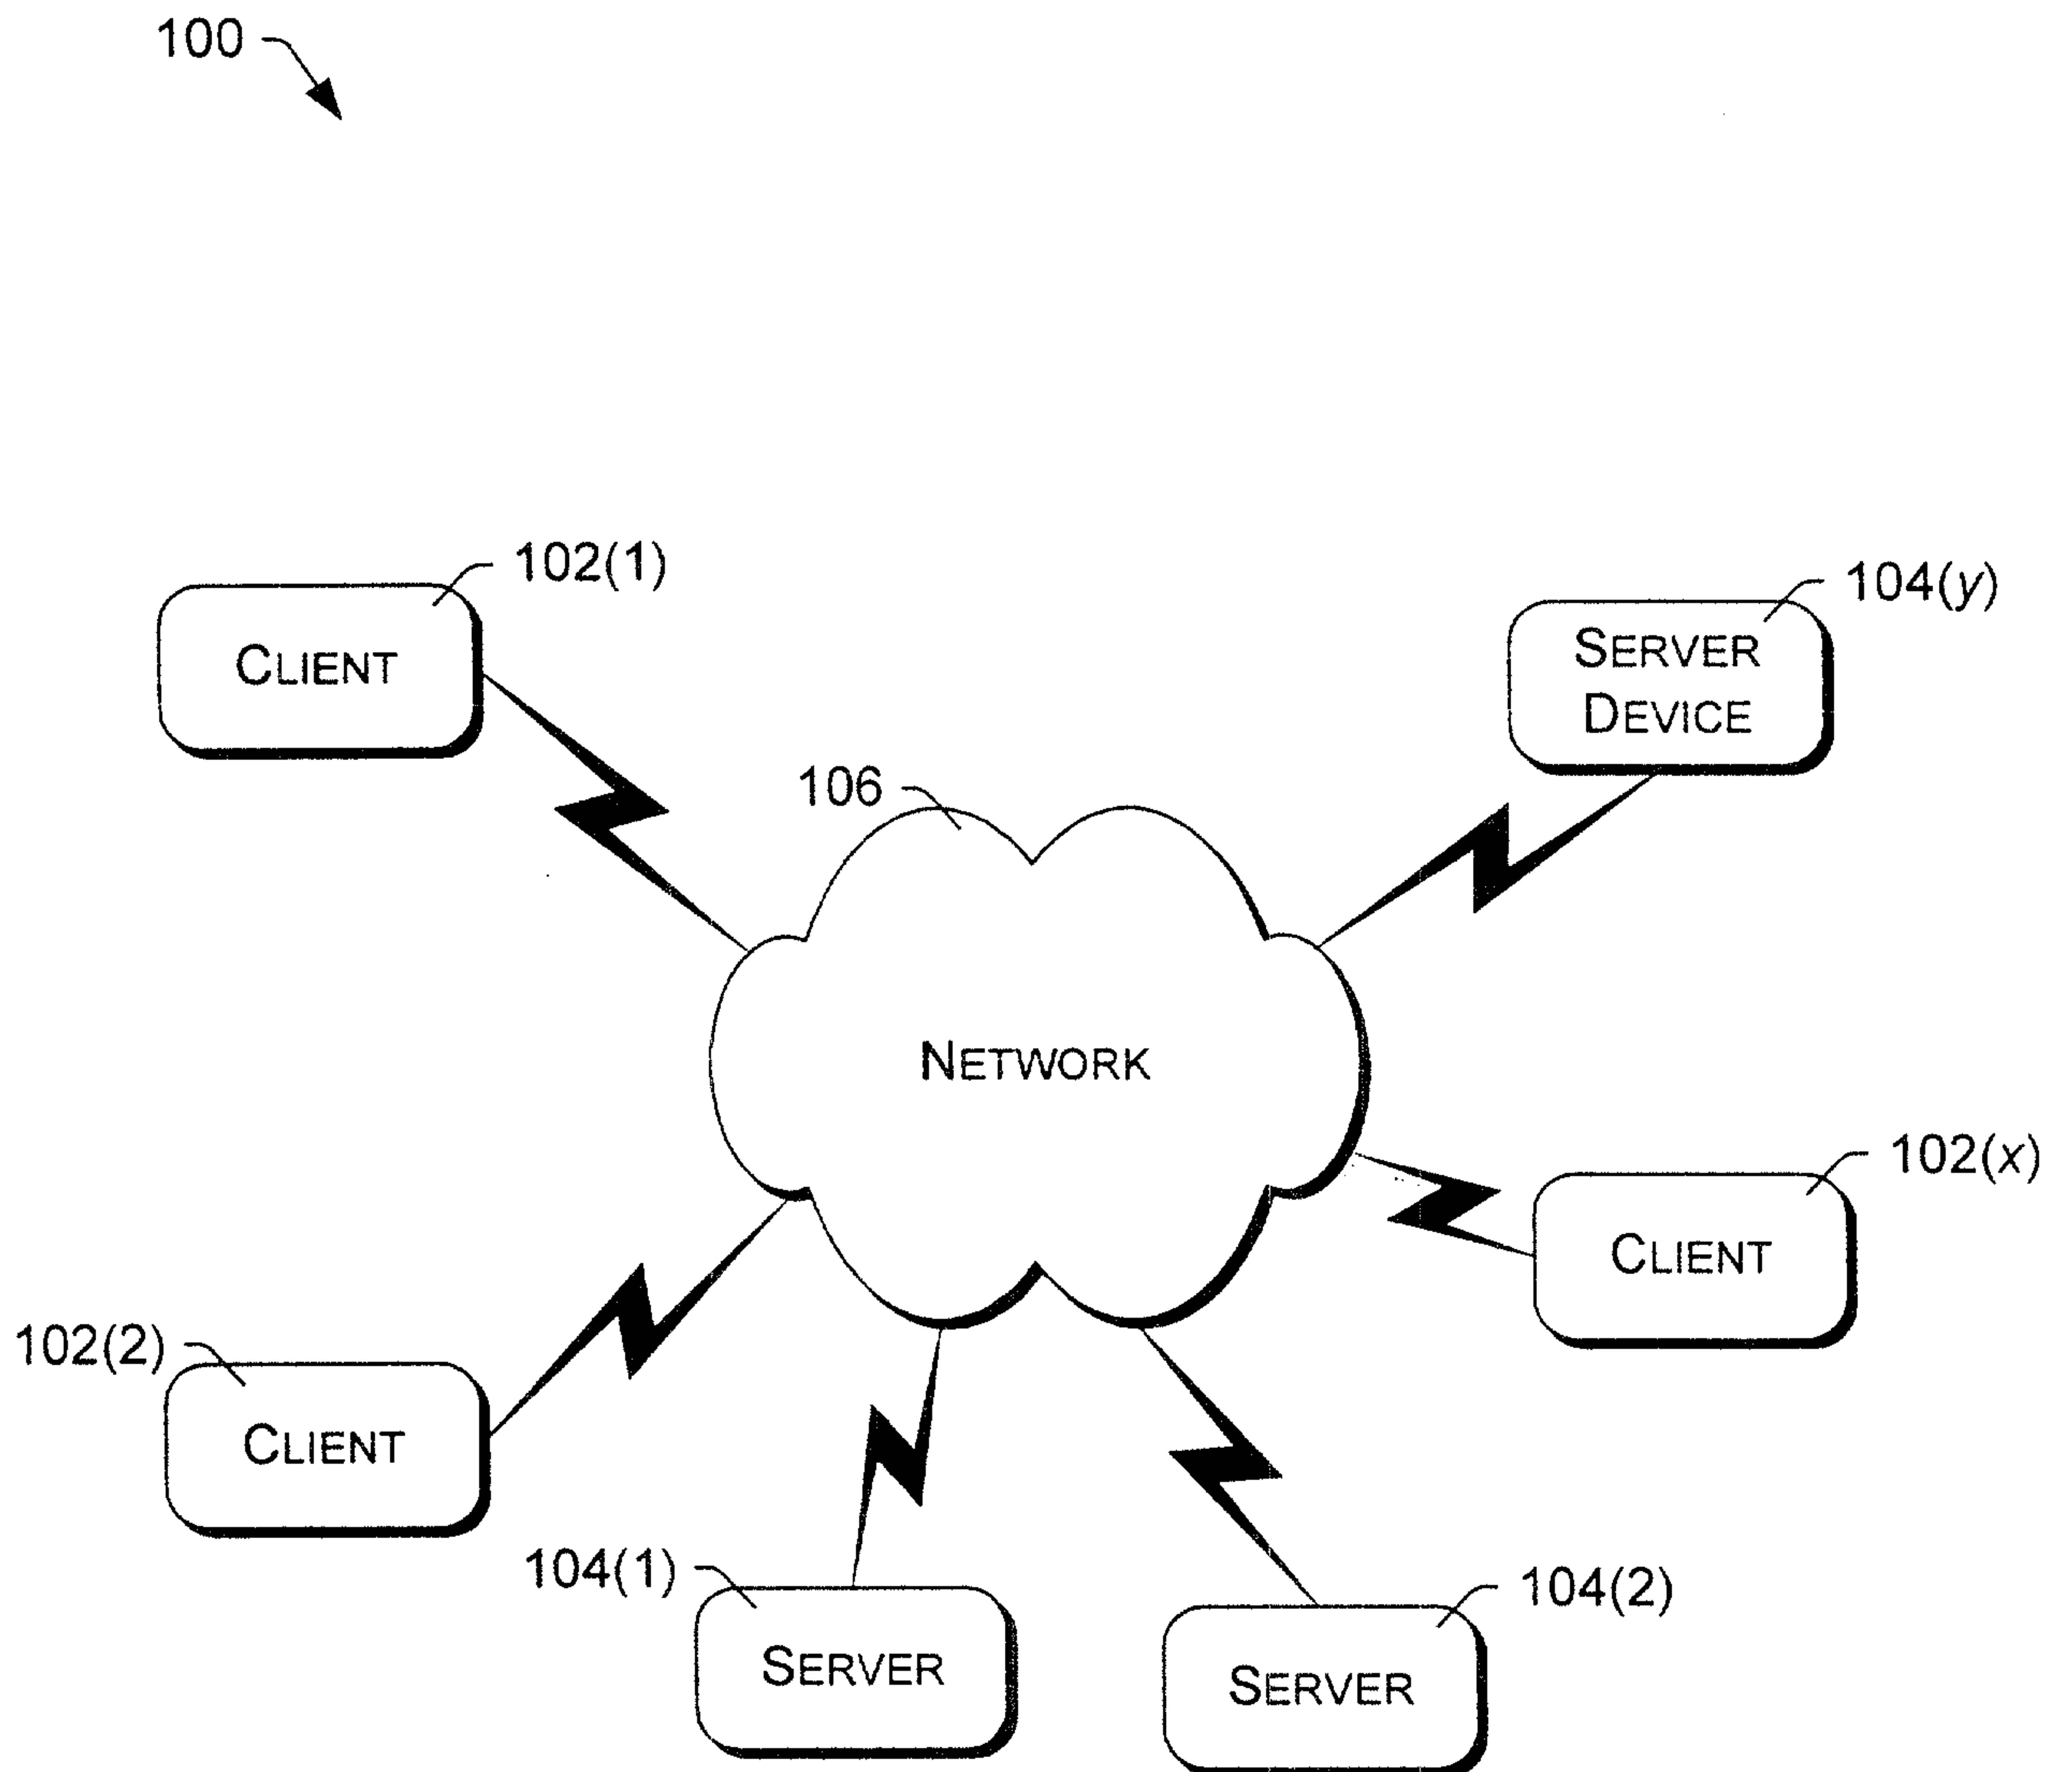 100
102(1)
CLIENT
104(y)
SERVER
DEVICE
106
NETWORK
102(x)
CLIENT
102(2)
CLIENT
104(1)
SERVER
104(2)
SERVER